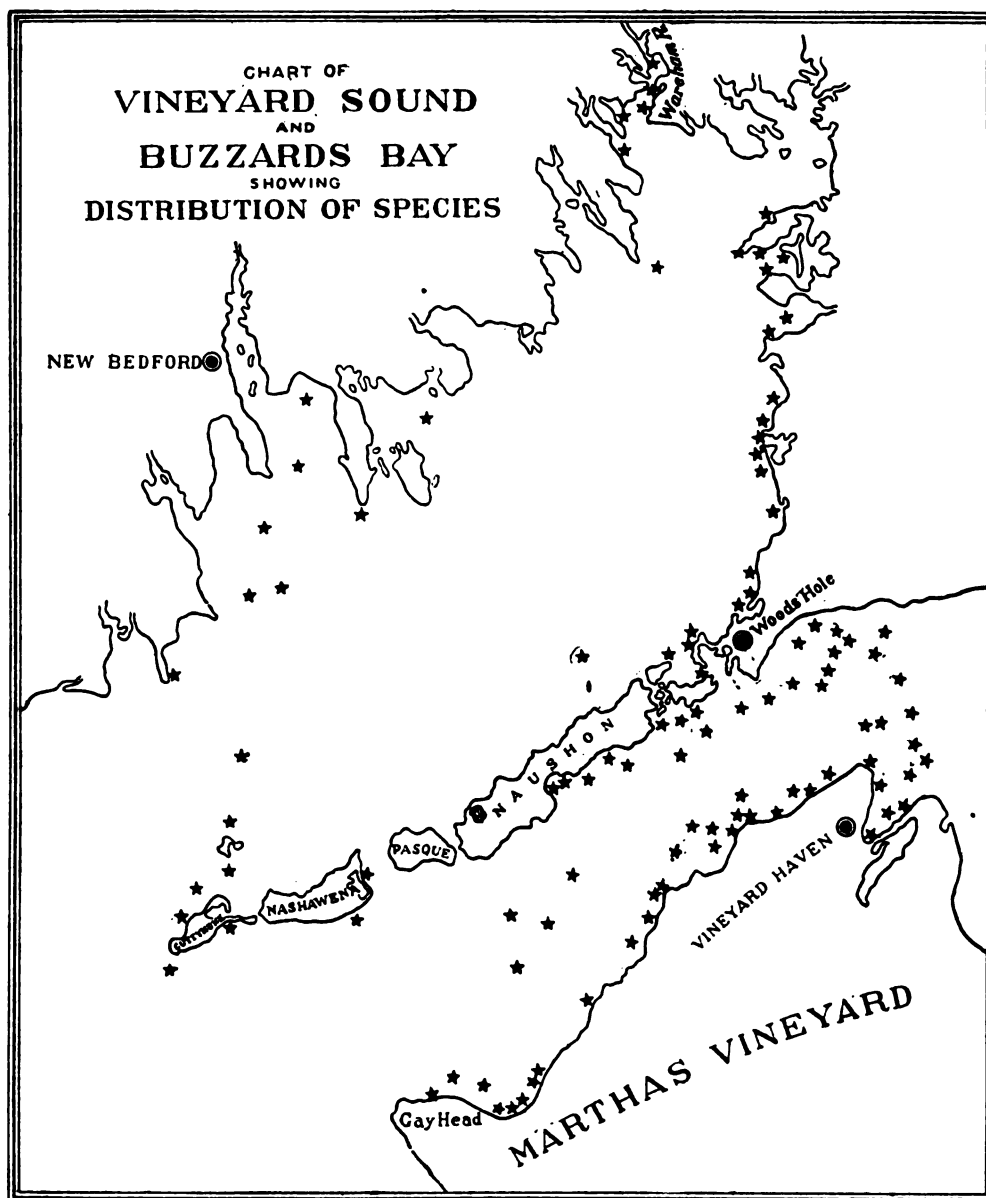 CHART OF
VINEYARD SOUND
AND
BUZZARDS BAY
SHOWING
DISTRIBUTION OF SPECIES
Wareham R.
NEW BEDFORD
Woods Hole
NAUSHON
PASQUE
NASHAWENA
CUTTYHUNK
VINEYARD HAVEN
MARTHAS VINEYARD
Gay Head